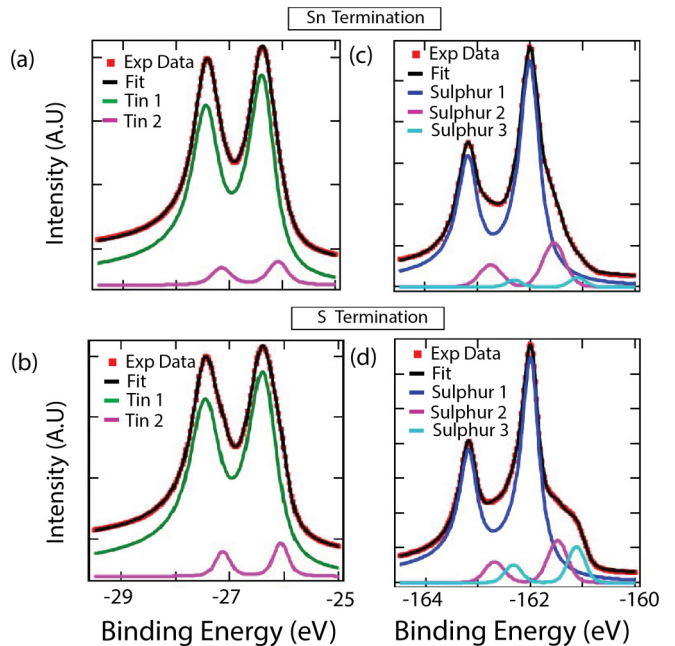 Sn Termination
(a)
Exp Data
Fit
Tin 1
Tin 2
Intensity (A.U)
(c)
Exp Data
Fit
Sulphur 1
Sulphur 2
Sulphur 3
S Termination
(b)
Exp Data
Fit
Tin 1
Tin 2
Intensity (A.U)
-29 -27 -25
Binding Energy (eV)
(d)
Exp Data
Fit
Sulphur 1
Sulphur 2
Sulphur 3
-164 -162 -160
Binding Energy (eV)